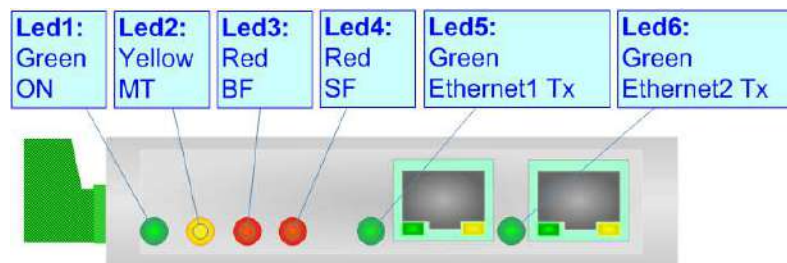 Led1:
Green
ON
Led2:
Yellow
MT
Led3:
Red
BF
Led4:
Red
SF
Led5:
Green
Ethernet1 Tx
Led6:
Green
Ethernet2 Tx